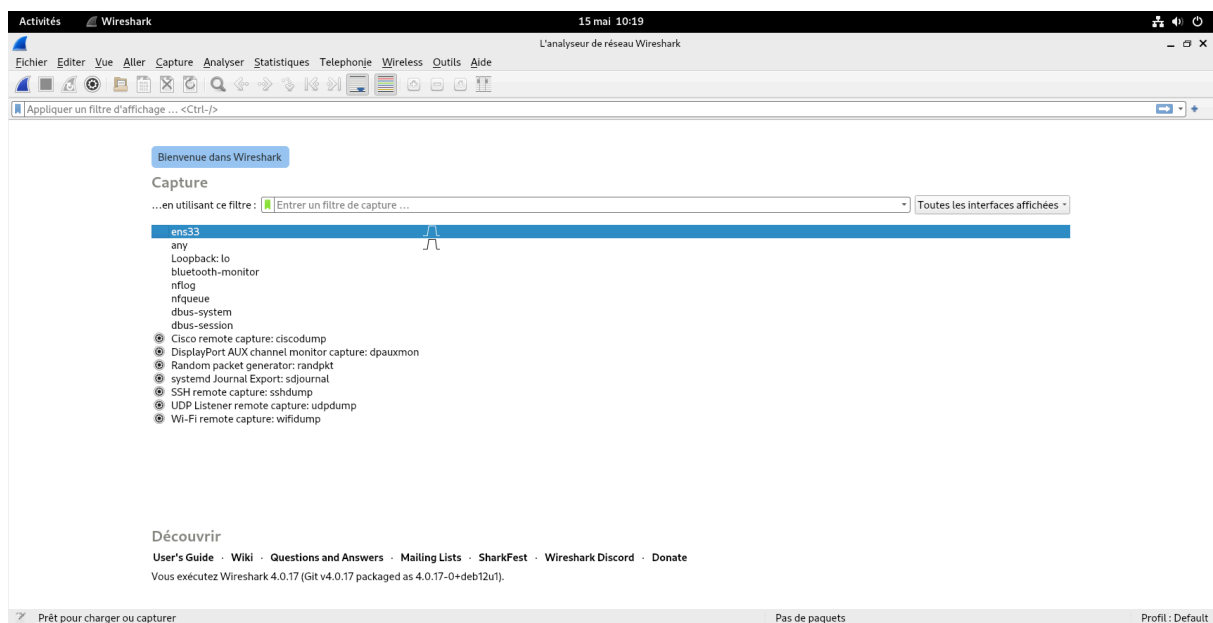 Activités Wireshark 15 mai 10:19
L'analyseur de réseau Wireshark
Fichier Editer Vue Aller Capture Analyser Statistiques Telephonie Wireless Outils Aide
Appliquer un filtre d'affichage ... <Ctrl-/>
Bienvenue dans Wireshark
Capture
...en utilisant ce filtre : Entrer un filtre de capture ... Toutes les interfaces affichées
ens33
any
Loopback: lo
bluetooth-monitor
nflog
nfqueue
dbus-system
dbus-session
Cisco remote capture: ciscodump
DisplayPort AUX channel monitor capture: dpauxmon
Random packet generator: randpkt
systemd Journal Export: sdjournal
SSH remote capture: sshdump
UDP Listener remote capture: udpdump
Wi-Fi remote capture: wifidump
Découvrir
User's Guide · Wiki · Questions and Answers · Mailing Lists · SharkFest · Wireshark Discord · Donate
Vous exécutez Wireshark 4.0.17 (Git v4.0.17 packaged as 4.0.17-0+deb12u1).
Prêt pour charger ou capturer Pas de paquets Profil : Default